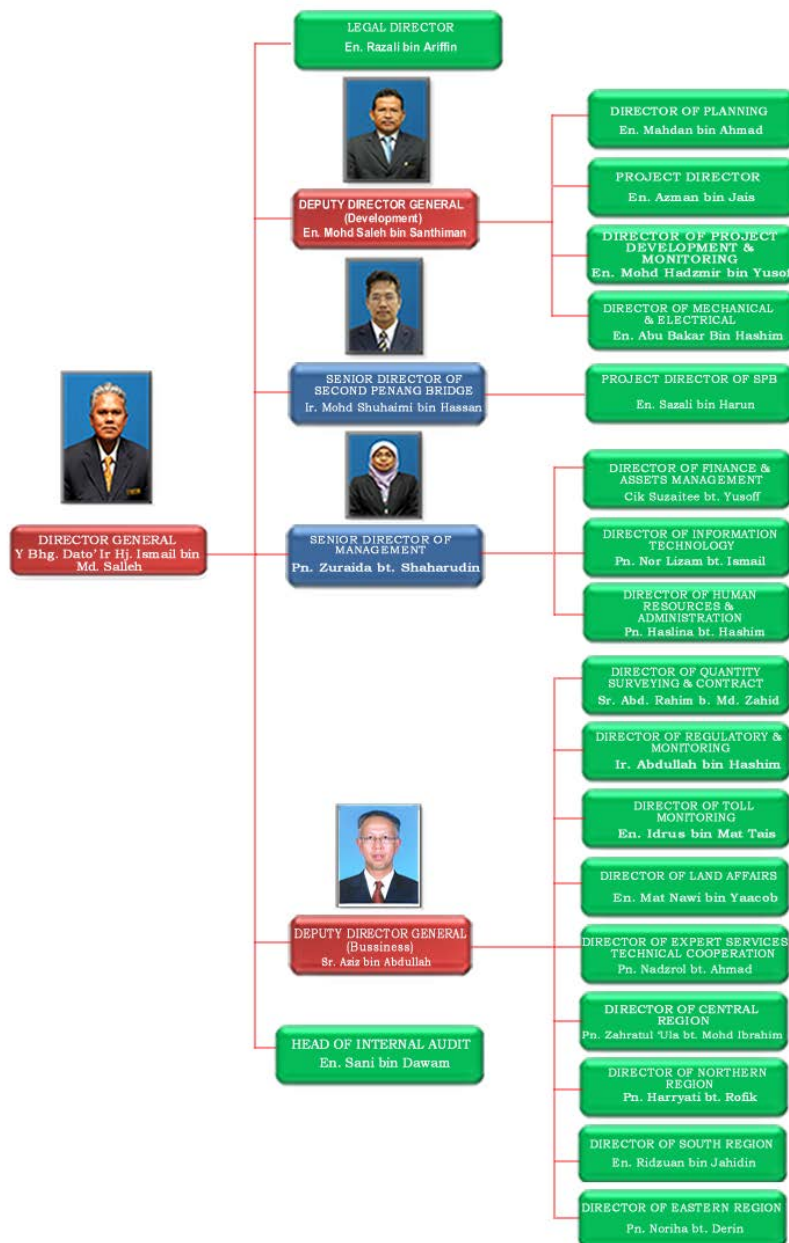 LEGAL DIRECTOR
En. Razali bin Ariffin
DEPUTY DIRECTOR GENERAL
(Development)
En. Mohd Saleh bin Santhiman
DIRECTOR OF PLANNING
En. Mahdan bin Ahmad
PROJECT DIRECTOR
En. Azman bin Jais
DIRECTOR OF PROJECT
DEVELOPMENT &
MONITORING
En. Mohd Hadzmir bin Yusof
DIRECTOR OF MECHANICAL
& ELECTRICAL
En. Abu Bakar Bin Hashim
SENIOR DIRECTOR OF
SECOND PENANG BRIDGE
Ir. Mohd Shuhaimi bin Hassan
PROJECT DIRECTOR OF SPB
En. Sazali bin Harun
DIRECTOR GENERAL
Y Bhg. Dato' Ir Hj. Ismail bin
Md. Salleh
SENIOR DIRECTOR OF
MANAGEMENT
Pn. Zuraida bt. Shaharudin
DIRECTOR OF FINANCE &
ASSETS MANAGEMENT
Cik Suzaitee bt. Yusoff
DIRECTOR OF INFORMATION
TECHNOLOGY
Pn. Nor Lizam bt. Ismail
DIRECTOR OF HUMAN
RESOURCES &
ADMINISTRATION
Pn. Haslina bt. Hashim
DEPUTY DIRECTOR GENERAL
(Bussiness)
Sr. Aziz bin Abdullah
DIRECTOR OF QUANTITY
SURVEYING & CONTRACT
Sr. Abd. Rahim b. Md. Zahid
DIRECTOR OF REGULATORY &
MONITORING
Ir. Abdullah bin Hashim
DIRECTOR OF TOLL
MONITORING
En. Idrus bin Mat Tais
DIRECTOR OF LAND AFFAIRS
En. Mat Nawi bin Yaacob
DIRECTOR OF EXPERT SERVICES
TECHNICAL COOPERATION
Pn. Nadzrol bt. Ahmad
DIRECTOR OF CENTRAL
REGION
Pn. Zahratul 'Ula bt. Mohd Ibrahim
DIRECTOR OF NORTHERN
REGION
Pn. Harryati bt. Rofik
DIRECTOR OF SOUTH REGION
En. Ridzuan bin Jahidin
DIRECTOR OF EASTERN REGION
Pn. Noriha bt. Derin
HEAD OF INTERNAL AUDIT
En. Sani bin Dawam